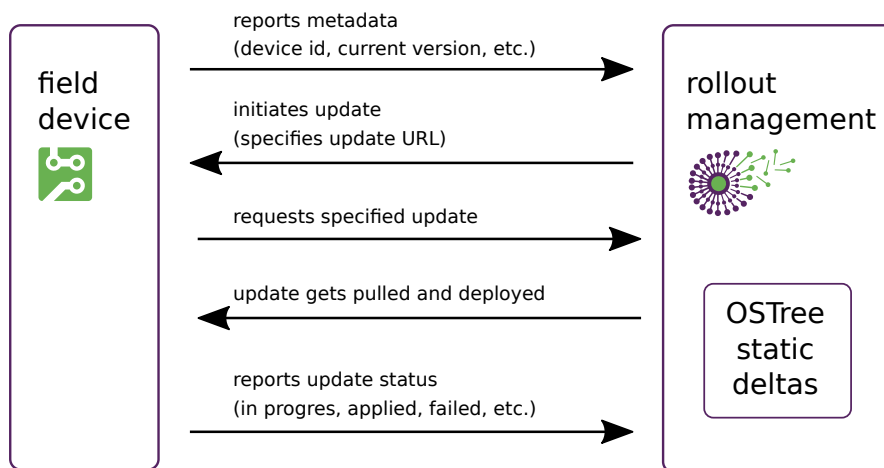 field
device
reports metadata
(device id, current version, etc.)
initiates update
(specifies update URL)
requests specified update
update gets pulled and deployed
reports update status
(in progres, applied, failed, etc.)
rollout
management
OSTree
static
deltas